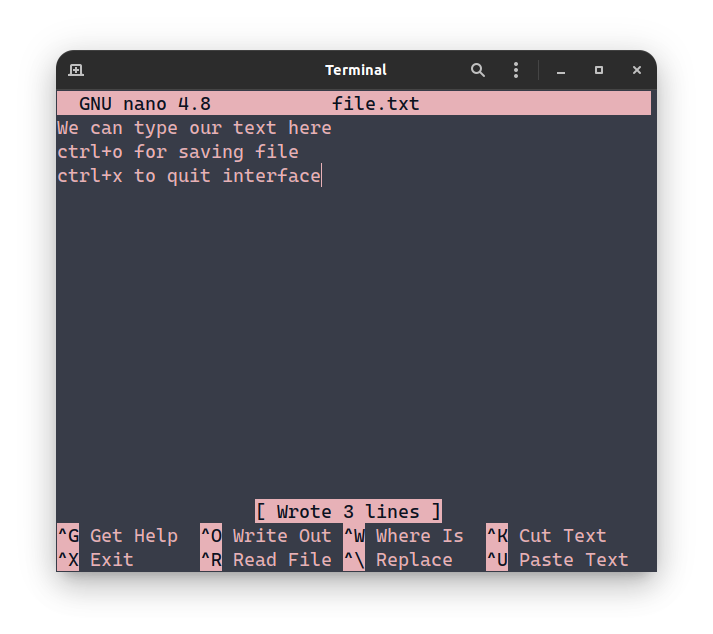 Terminal
GNU nano 4.8 file.txt
We can type our text here
ctrl+o for saving file
ctrl+x to quit interface
[ Wrote 3 lines ]
^G Get Help ^O Write Out ^W Where Is ^K Cut Text
^X Exit ^R Read File ^\ Replace ^U Paste Text